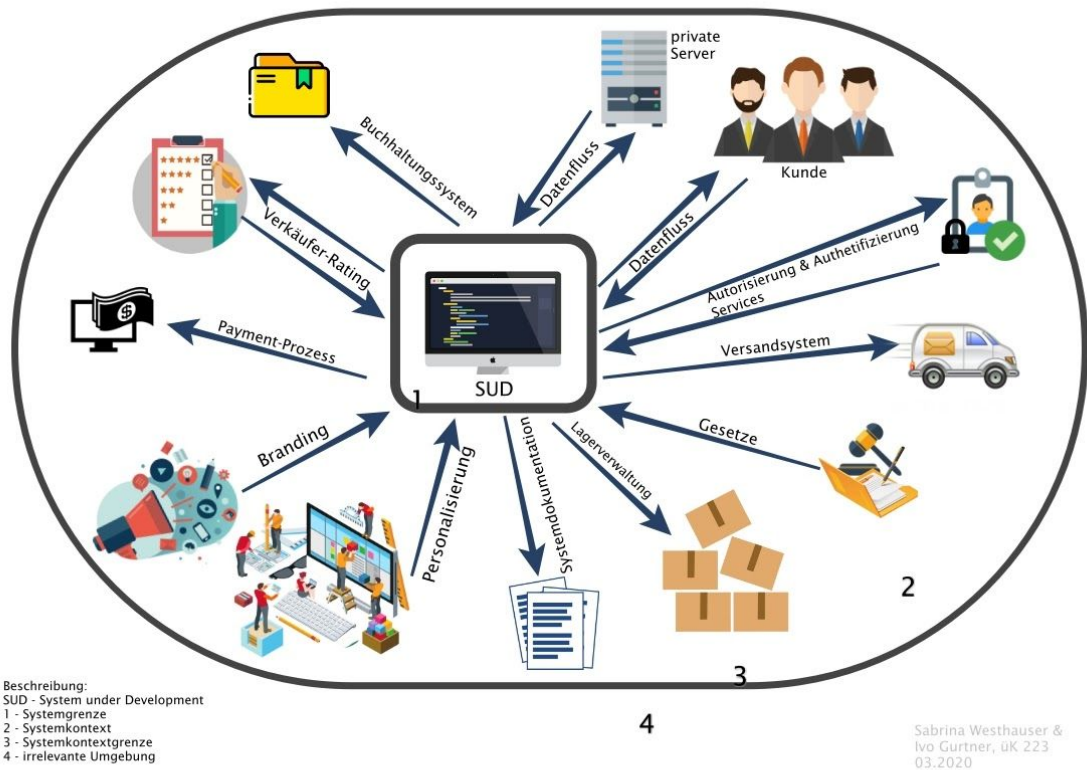 private
Server
Buchhaltungssystem
Datenfluss
Kunde
Verkäufer-Rating
Datenfluss
Autorisierung & Authetifizierung
Services
Payment-Prozess
Versandsystem
SUD
1
Branding
Personalisierung
Systemdokumentation
Lagerverwaltung
Gesetze
2
3
4
Beschreibung:
SUD - System under Development
1 - Systemgrenze
2 - Systemkontext
3 - Systemkontextgrenze
4 - irrelevante Umgebung
Sabrina Westhauser &
Ivo Gurtner, üK 223
03.2020